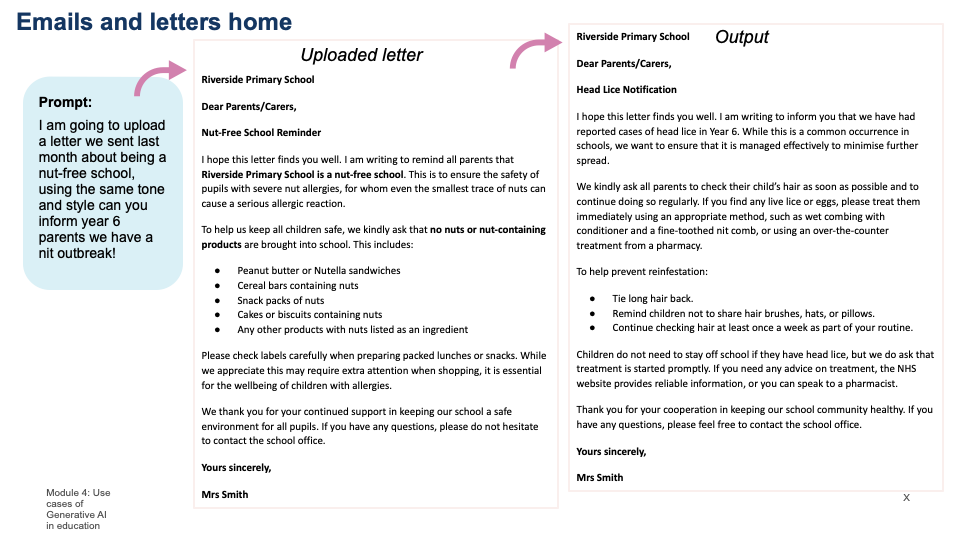 Emails and letters home
Prompt:
I am going to upload
a letter we sent last
month about being a
nut-free school,
using the same tone
and style can you
inform year 6
parents we have a
nit outbreak!
Uploaded letter
Riverside Primary School
Dear Parents/Carers,
Nut-Free School Reminder
I hope this letter finds you well. I am writing to remind all parents that
Riverside Primary School is a nut-free school. This is to ensure the safety of
pupils with severe nut allergies, for whom even the smallest trace of nuts can
cause a serious allergic reaction.
To help us keep all children safe, we kindly ask that no nuts or nut-containing
products are brought into school. This includes:
● Peanut butter or Nutella sandwiches
● Cereal bars containing nuts
● Snack packs of nuts
● Cakes or biscuits containing nuts
● Any other products with nuts listed as an ingredient
Please check labels carefully when preparing packed lunches or snacks. While
we appreciate this may require extra attention when shopping, it is essential
for the wellbeing of children with allergies.
We thank you for your continued support in keeping our school a safe
environment for all pupils. If you have any questions, please do not hesitate
to contact the school office.
Yours sincerely,
Mrs Smith
Output
Riverside Primary School
Dear Parents/Carers,
Head Lice Notification
I hope this letter finds you well. I am writing to inform you that we have had
reported cases of head lice in Year 6. While this is a common occurrence in
schools, we want to ensure that it is managed effectively to minimise further
spread.
We kindly ask all parents to check their child's hair as soon as possible and to
continue doing so regularly. If you find any live lice or eggs, please treat them
immediately using an appropriate method, such as wet combing with
conditioner and a fine-toothed nit comb, or using an over-the-counter
treatment from a pharmacy.
To help prevent reinfestation:
● Tie long hair back.
● Remind children not to share hair brushes, hats, or pillows.
● Continue checking hair at least once a week as part of your routine.
Children do not need to stay off school if they have head lice, but we do ask that
treatment is started promptly. If you need any advice on treatment, the NHS
website provides reliable information, or you can speak to a pharmacist.
Thank you for your cooperation in keeping our school community healthy. If you
have any questions, please feel free to contact the school office.
Yours sincerely,
Mrs Smith
Module 4: Use
cases of
Generative AI
in education
X